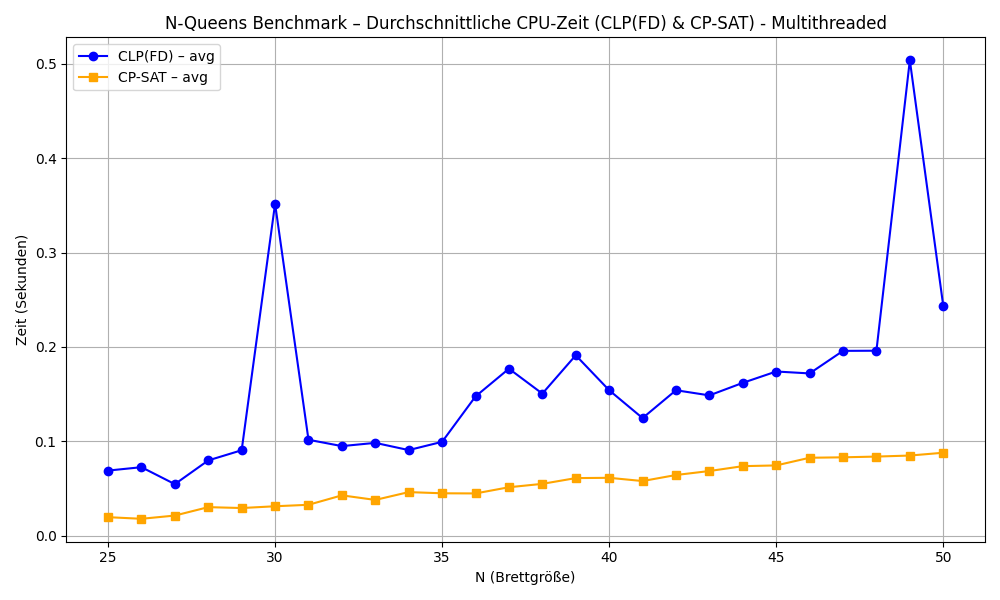 N-Queens Benchmark – Durchschnittliche CPU-Zeit (CLP(FD) & CP-SAT) - Multithreaded
CLP(FD) – avg
CP-SAT – avg
Zeit (Sekunden)
0.5
0.4
0.3
0.2
0.1
0.0
25 30 35 40 45 50
N (Brettgröße)